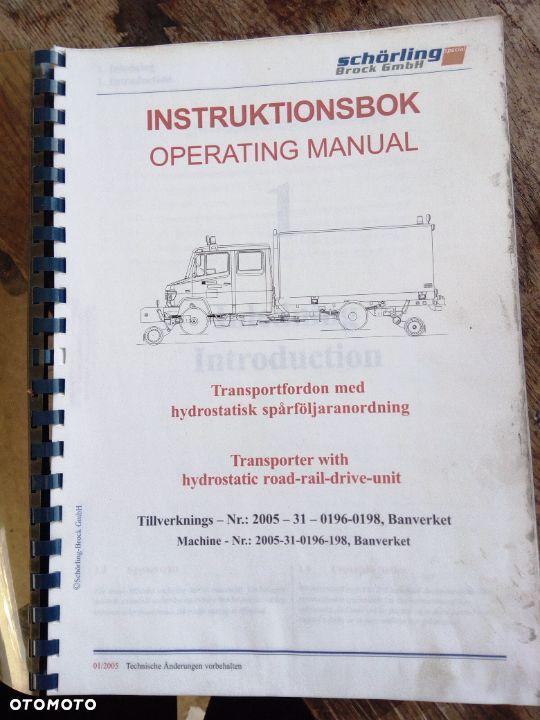 schörling
special
Brock GmbH
INSTRUKTIONSBOK
OPERATING MANUAL
1
Introduction
Transportfordon med
hydrostatisk spårföljaranordning
Transporter with
hydrostatic road-rail-drive-unit
Tillverknings – Nr.: 2005 – 31 – 0196-0198, Banverket
Machine - Nr.: 2005-31-0196-198, Banverket
©Schörling-Brock GmbH
01/2005 Technische Änderungen vorbehalten
OTOMOTO